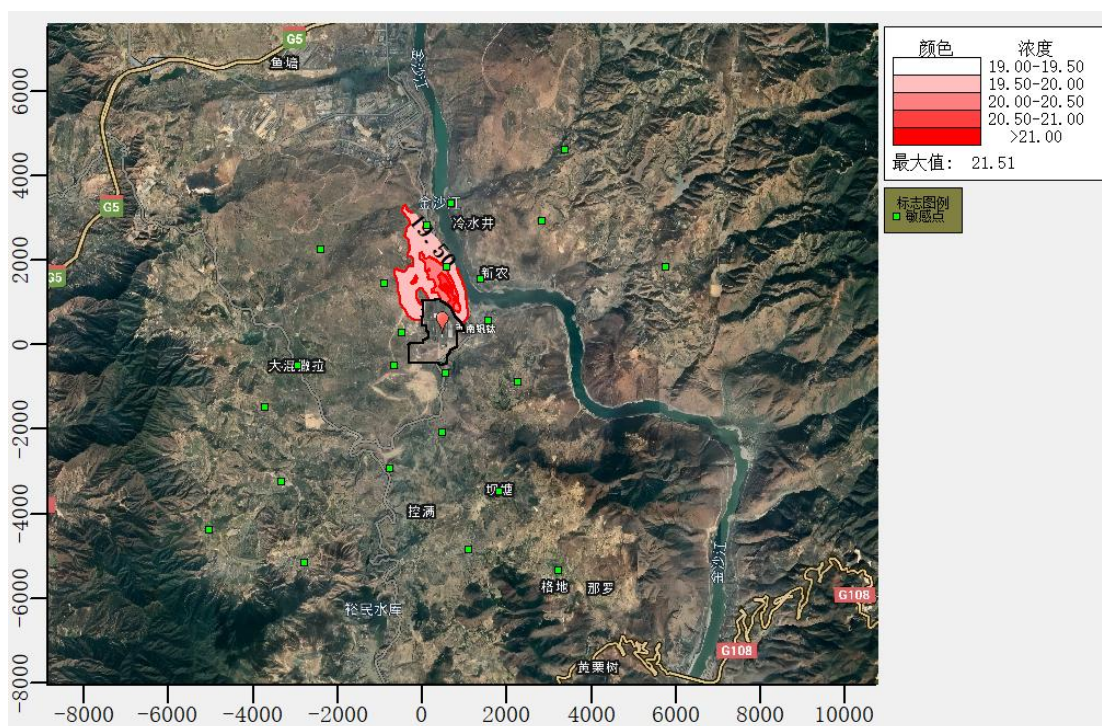 G5
鱼塘
金沙江
颜色 浓度
19.00-19.50
19.50-20.00
20.00-20.50
20.50-21.00
>21.00
最大值: 21.51
标志图例
敏感点
G5
G5
金沙江
冷水井
19.50
新农
大混撒拉
坝塘
控满
金沙江
格地
那罗
裕民水库
G108
G108
黄栗树
6000
4000
2000
0
-2000
-4000
-6000
-8000
-8000 -6000 -4000 -2000 0 2000 4000 6000 8000 10000